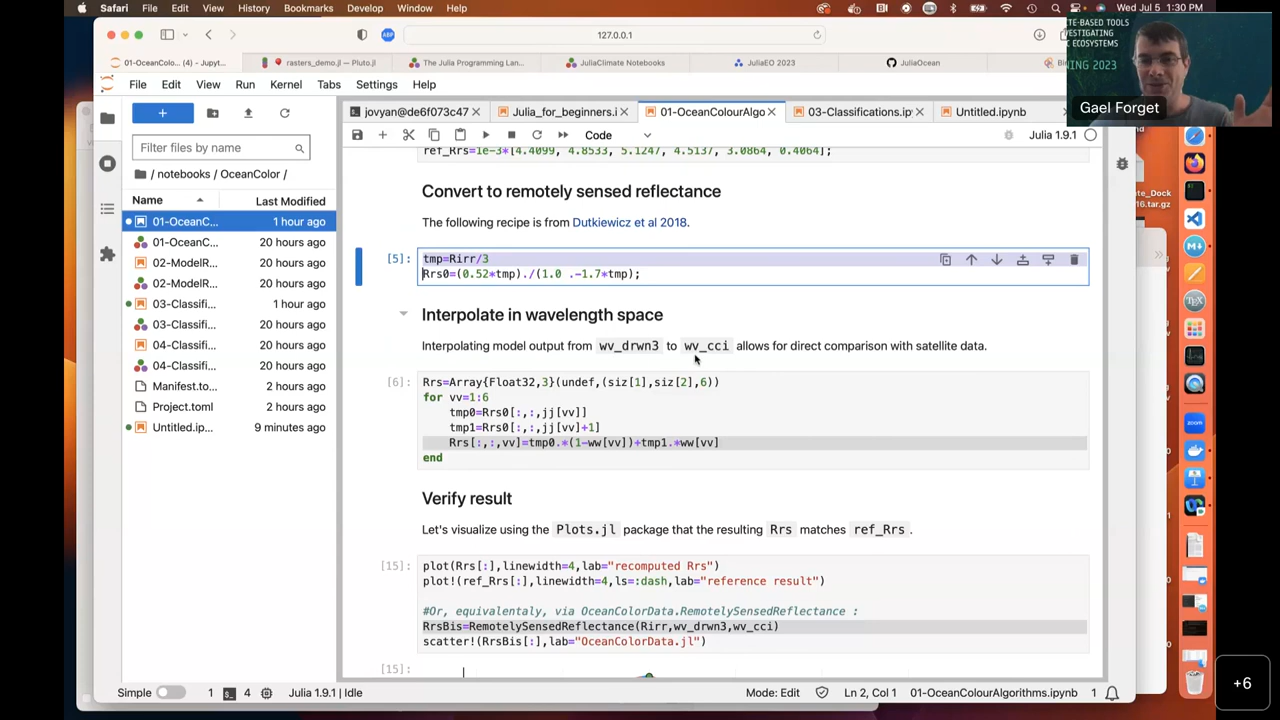 Safari File Edit View History Bookmarks Develop Window Help
Wed Jul 5 1:30 PM
127.0.0.1
TE-BASED TOOLS
VESTIGATING
C ECOSYSTEMS
NING 2023
Gael Forget
01-OceanColo... (4) - Jupyt...
rasters_demo.jl — Pluto.jl
The Julia Programming Lan...
JuliaClimate Notebooks
JuliaEO 2023
JuliaOcean
File Edit View Run Kernel Tabs Settings Help
jovyan@de6f073c47
Julia_for_beginners.i
01-OceanColourAlgo
03-Classifications.ip
Untitled.ipynb
Code
Julia 1.9.1
Filter files by name
/ notebooks / OceanColor /
Name
Last Modified
01-OceanC... 1 hour ago
01-OceanC... 20 hours ago
02-ModelR... 20 hours ago
02-ModelR... 20 hours ago
03-Classifi... 20 hours ago
03-Classifi... 20 hours ago
04-Classifi... 20 hours ago
04-Classifi... 20 hours ago
Manifest.to... 2 hours ago
Project.toml 2 hours ago
Untitled.ip... 9 minutes ago
ref_Rrs=1e-3*[4.4099, 4.8533, 5.1247, 4.5137, 3.0864, 0.4064];
Convert to remotely sensed reflectance
The following recipe is from Dutkiewicz et al 2018.
[5]:
tmp=Rirr/3
Rrs0=(0.52*tmp)./(1.0 .-1.7*tmp);
Interpolate in wavelength space
Interpolating model output from wv_drwn3 to wv_cci allows for direct comparison with satellite data.
[6]:
Rrs=Array{Float32,3}(undef,(siz[1],siz[2],6))
for vv=1:6
tmp0=Rrs0[:,:,jj[vv]]
tmp1=Rrs0[:,:,jj[vv]+1]
Rrs[:,:,vv]=tmp0.*(1-ww[vv])+tmp1.*ww[vv]
end
Verify result
Let's visualize using the Plots.jl package that the resulting Rrs matches ref_Rrs .
[15]:
plot(Rrs[:],linewidth=4,lab="recomputed Rrs")
plot!(ref_Rrs[:],linewidth=4,ls=:dash,lab="reference result")
#Or, equivalentaly, via OceanColorData.RemotelySensedReflectance :
RrsBis=RemotelySensedReflectance(Rirr,wv_drwn3,wv_cci)
scatter!(RrsBis[:],lab="OceanColorData.jl")
[15]:
Simple 1 4 Julia 1.9.1 | Idle
Mode: Edit Ln 2, Col 1 01-OceanColourAlgorithms.ipynb 1
+6